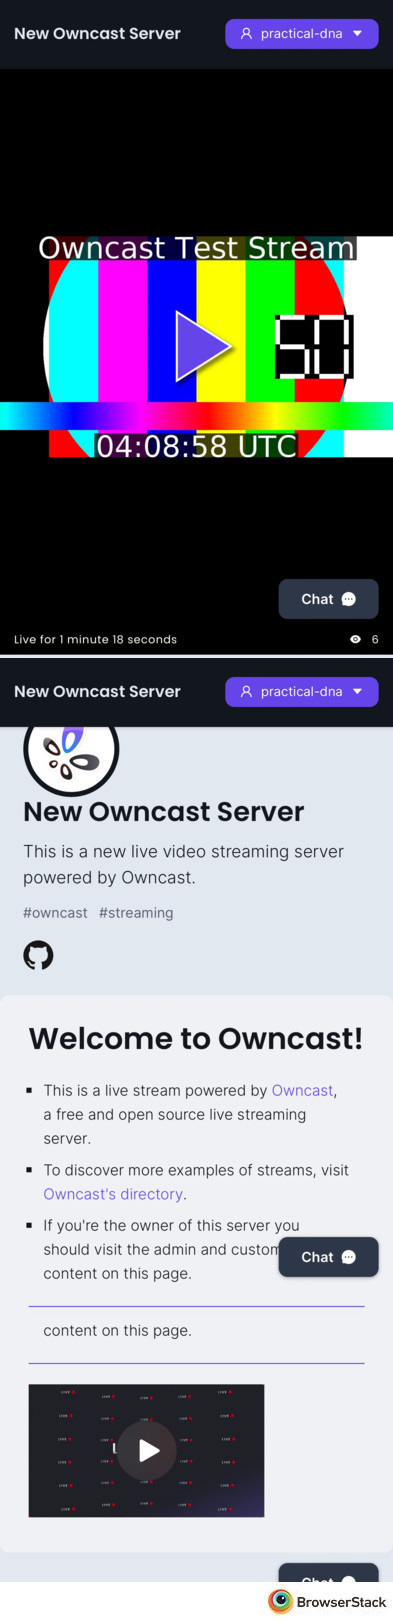 New Owncast Server
practical-dna
Owncast Test Stream
50
04:08:58 UTC
Chat
Live for 1 minute 18 seconds
6
New Owncast Server
practical-dna
New Owncast Server
This is a new live video streaming server
powered by Owncast.
#owncast #streaming
Welcome to Owncast!
This is a live stream powered by Owncast,
a free and open source live streaming
server.
To discover more examples of streams, visit
Owncast's directory.
If you're the owner of this server you
should visit the admin and custom
Chat
content on this page.
content on this page.
Chat
BrowserStack